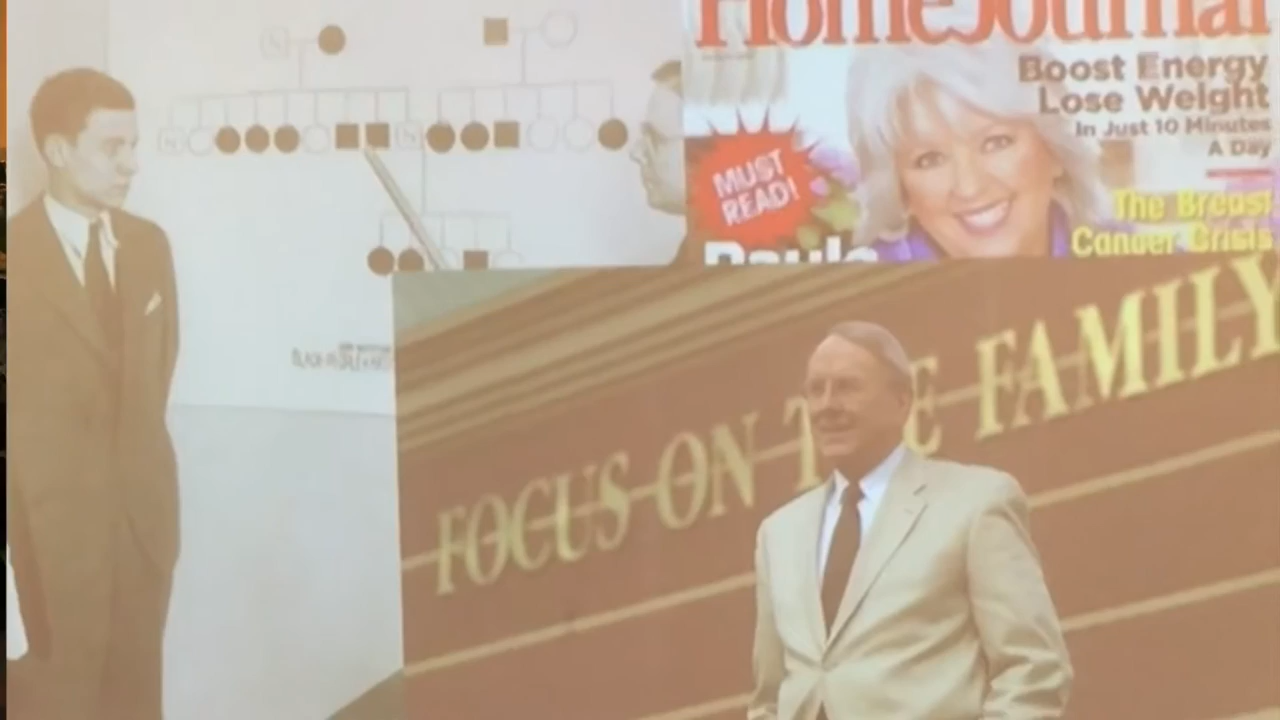 HomeJournal
Boost Energy
Lose Weight
In Just 10 Minutes
A Day
MUST
READ!
The Breast
Cancer Crisis
FOCUS ON T E FAMILY